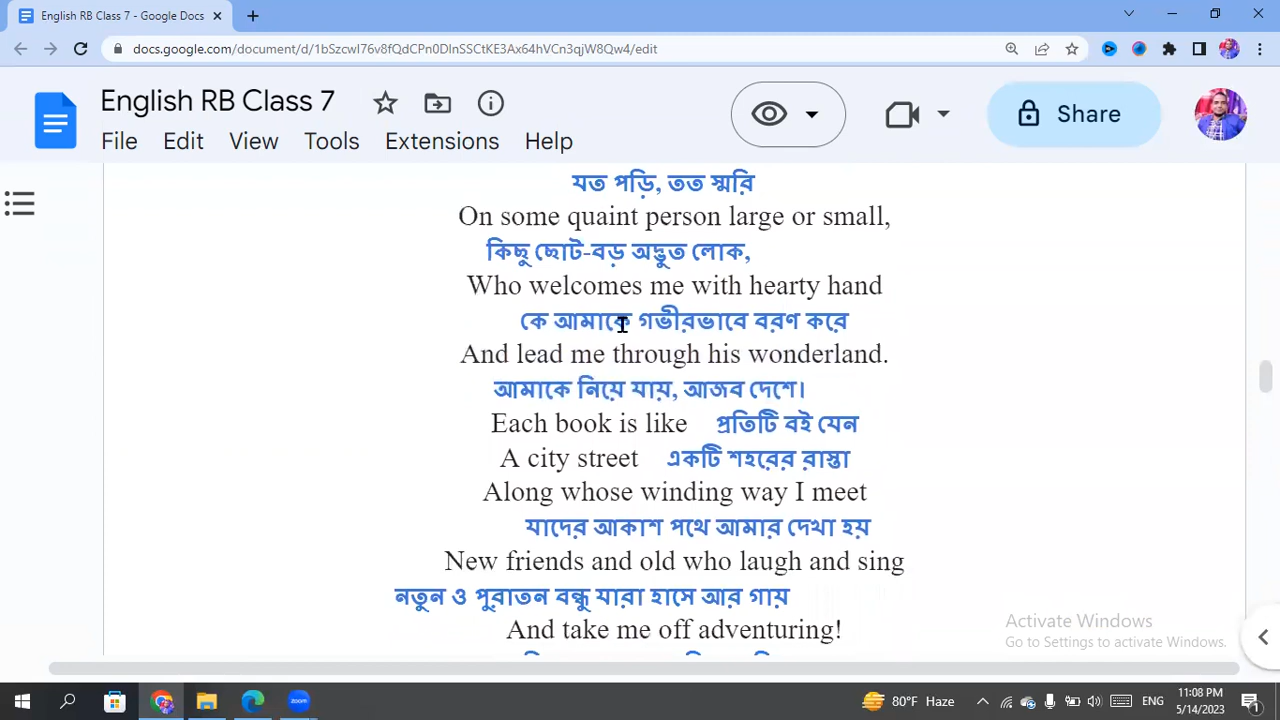 English RB Class 7 - Google Docs
docs.google.com/document/d/1bSzcwI76v8fQdCPn0DInSSCtKE3Ax64hVCn3qjW8Qw4/edit
English RB Class 7
Share
File Edit View Tools Extensions Help
যত পড়ি, তত স্মরি
On some quaint person large or small,
কিছু ছোট-বড় অদ্ভুত লোক,
Who welcomes me with hearty hand
কে আমাকে গভীরভাবে বরণ করে
And lead me through his wonderland.
আমাকে নিয়ে যায়, আজব দেশে।
Each book is like প্রতিটি বই যেন
A city street একটি শহরের রাস্তা
Along whose winding way I meet
যাদের আকাশ পথে আমার দেখা হয়
New friends and old who laugh and sing
নতুন ও পুরাতন বন্ধু যারা হাসে আর গায়
And take me off adventuring!
Activate Windows
Go to Settings to activate Windows.
zoom
80°F Haze
ENG
11:08 PM
5/14/2023
1